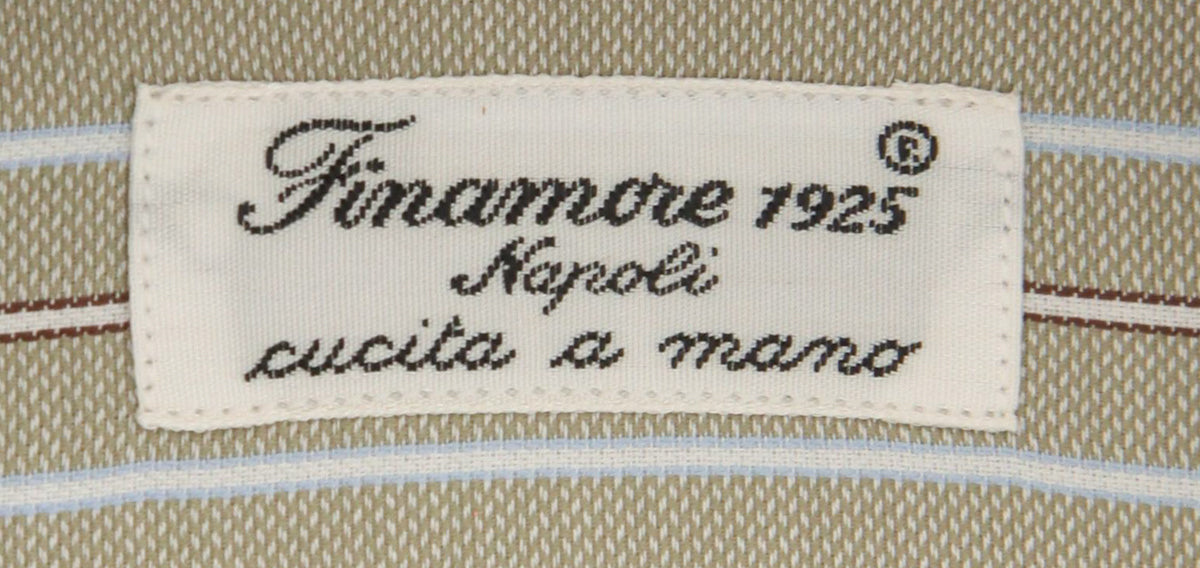 Finamore 1925®
Napoli
cucita a mano